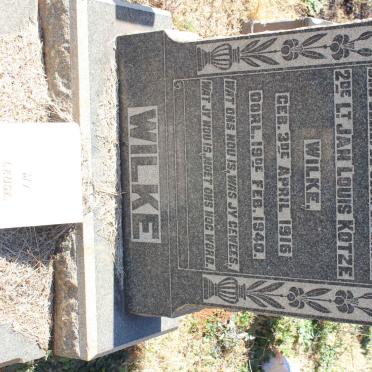 2DE LT JAN LOUIS KOTZE
WILKE,
GEB. 3DE APRIL 1916
OORL. 19DE FEB. 1940.
WAT ONS NOU IS, WAS JY GEWEES,
WAT JY NOU IS, MOET ONS NOG
WILKE
MY